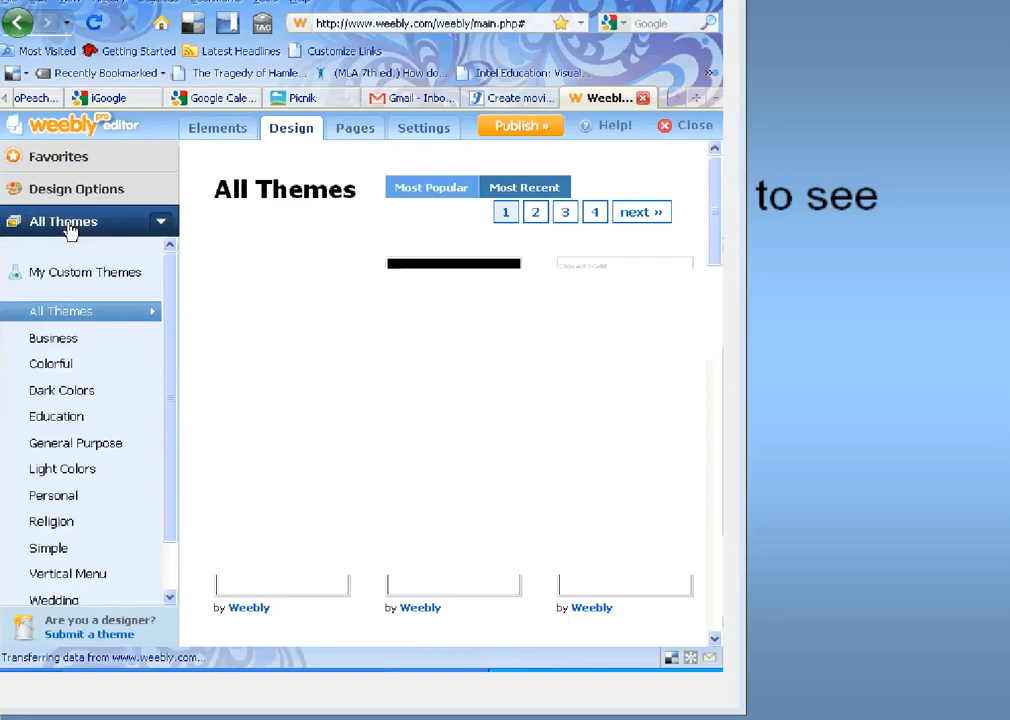 http://www.weebly.com/weebly/main.php#
Google
Most Visited Getting Started Latest Headlines Customize Links
Recently Bookmarked The Tragedy of Hamle... (MLA 7th ed.) How do... Intel Education: Visual...
oPeach... iGoogle Google Cale... Picnik Gmail - Inbo... Create movi... Weebl...
weebly pro editor Elements Design Pages Settings Publish » Help! Close
Favorites
Design Options
All Themes
My Custom Themes
All Themes
Business
Colorful
Dark Colors
Education
General Purpose
Light Colors
Personal
Religion
Simple
Vertical Menu
Wedding
Are you a designer?
Submit a theme
All Themes Most Popular Most Recent
1 2 3 4 next »
by Weebly by Weebly by Weebly
Transferring data from www.weebly.com...
to see